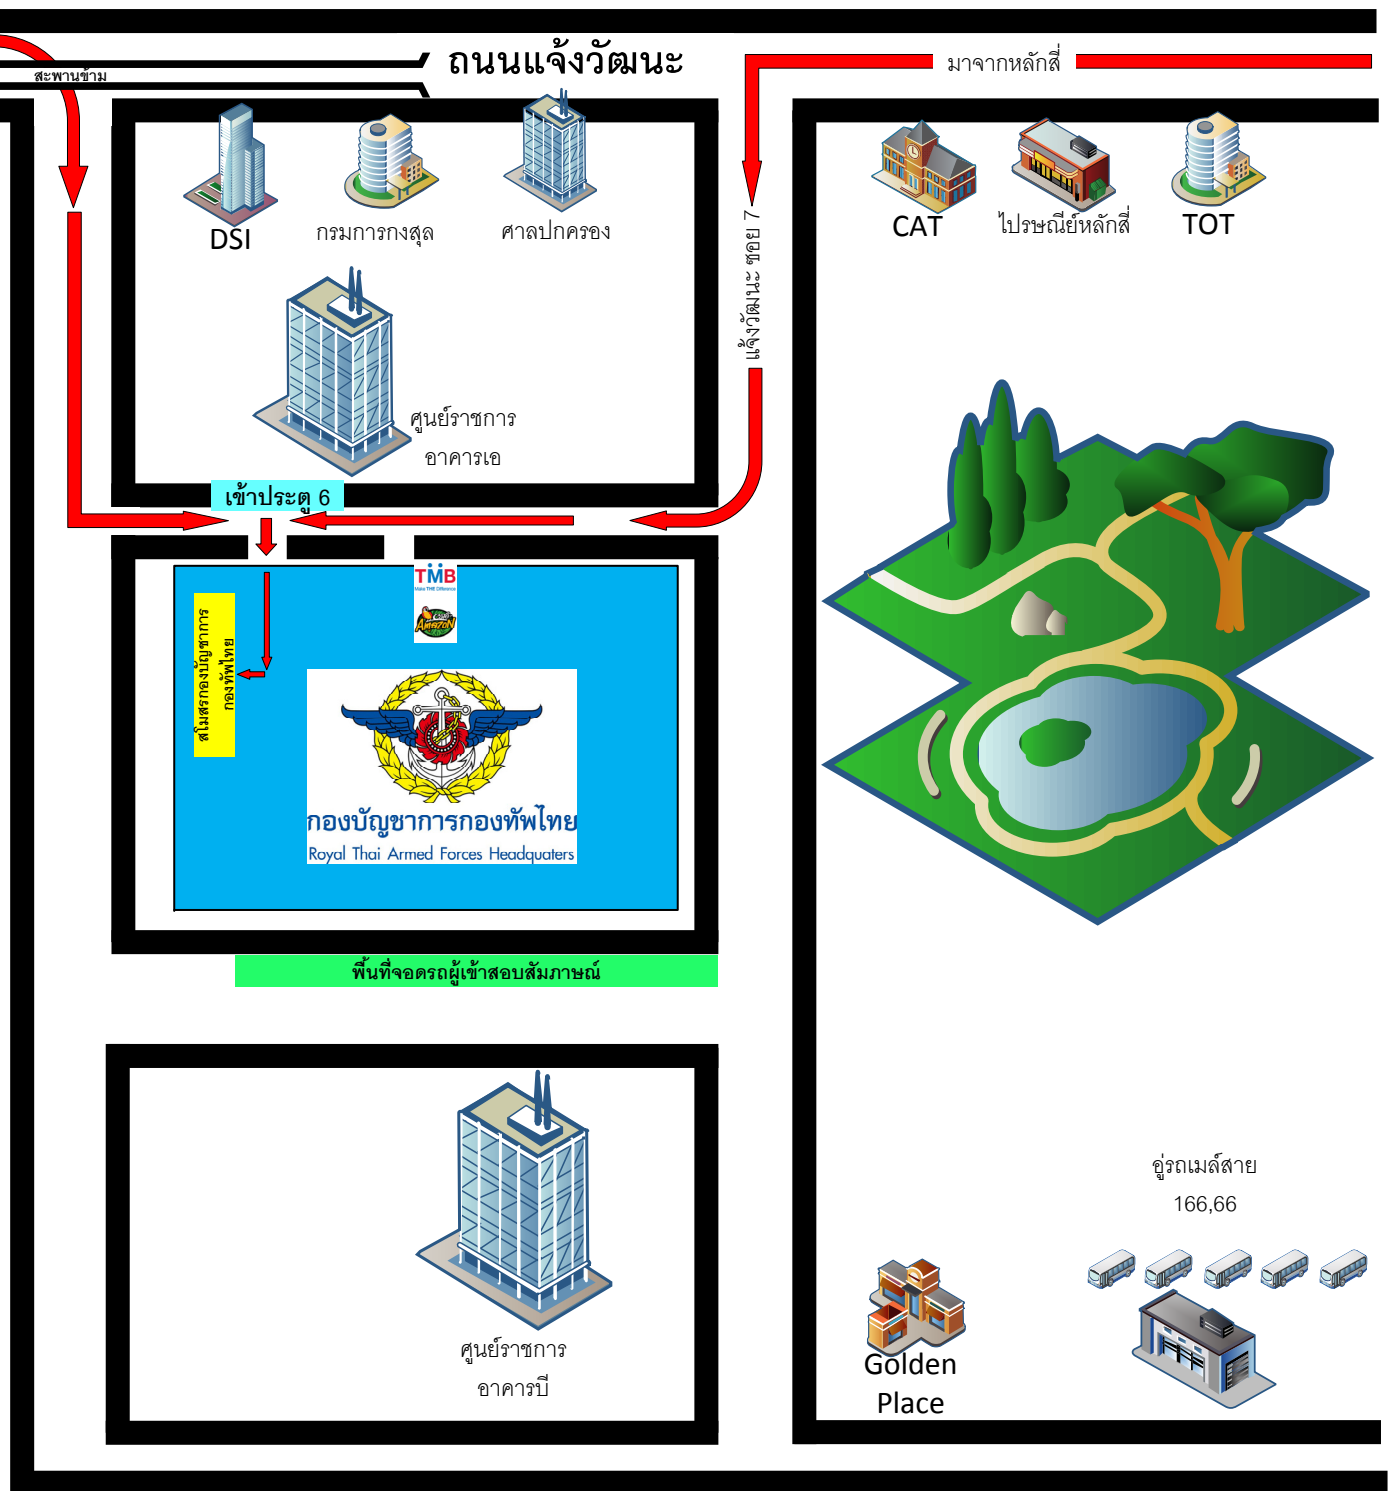 ถนนแจ้งวัฒนะ
มาจากหลักสี่
สะพานข้าม
DSI
กรมการกงสุล
ศาลปกครอง
แจ้งวัฒนะ ซอย 7
CAT
ไปรษณีย์หลักสี่
TOT
ศูนย์ราชการ
อาคารเอ
เข้าประตู 6
TMB
Make THE Difference
Café
Amazon
สโมสรกองบัญชาการ
กองทัพไทย
กองบัญชาการกองทัพไทย
Royal Thai Armed Forces Headquaters
พื้นที่จอดรถผู้เข้าสอบสัมภาษณ์
อู่รถเมล์สาย
166,66
ศูนย์ราชการ
อาคารบี
Golden
Place